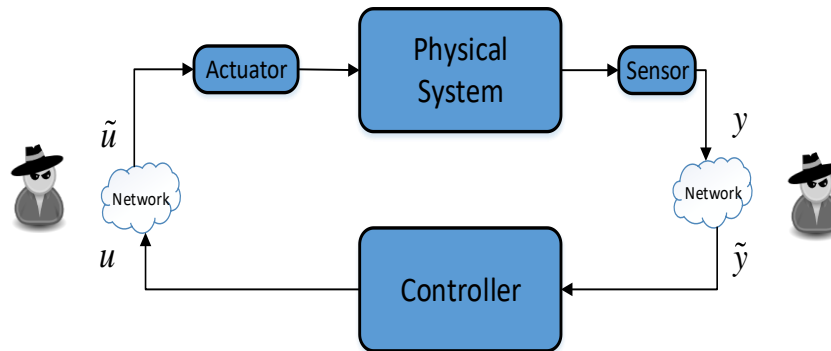 Physical
System
Actuator
Sensor
ũ
y
Network
Network
u
ỹ
Controller